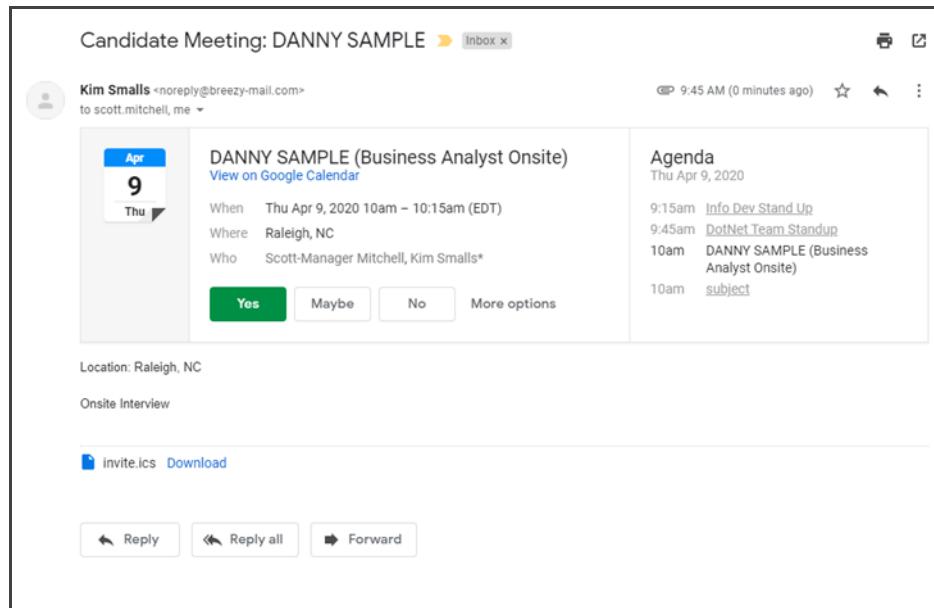 Candidate Meeting: DANNY SAMPLE Inbox x
Kim Smalls <noreply@breezy-mail.com>
9:45 AM (0 minutes ago)
to scott.mitchell, me
Apr
9
Thu
DANNY SAMPLE (Business Analyst Onsite)
View on Google Calendar
When Thu Apr 9, 2020 10am – 10:15am (EDT)
Where Raleigh, NC
Who Scott-Manager Mitchell, Kim Smalls*
Yes Maybe No More options
Agenda
Thu Apr 9, 2020
9:15am Info Dev Stand Up
9:45am DotNet Team Standup
10am DANNY SAMPLE (Business
Analyst Onsite)
10am subject
Location: Raleigh, NC
Onsite Interview
invite.ics Download
Reply Reply all Forward